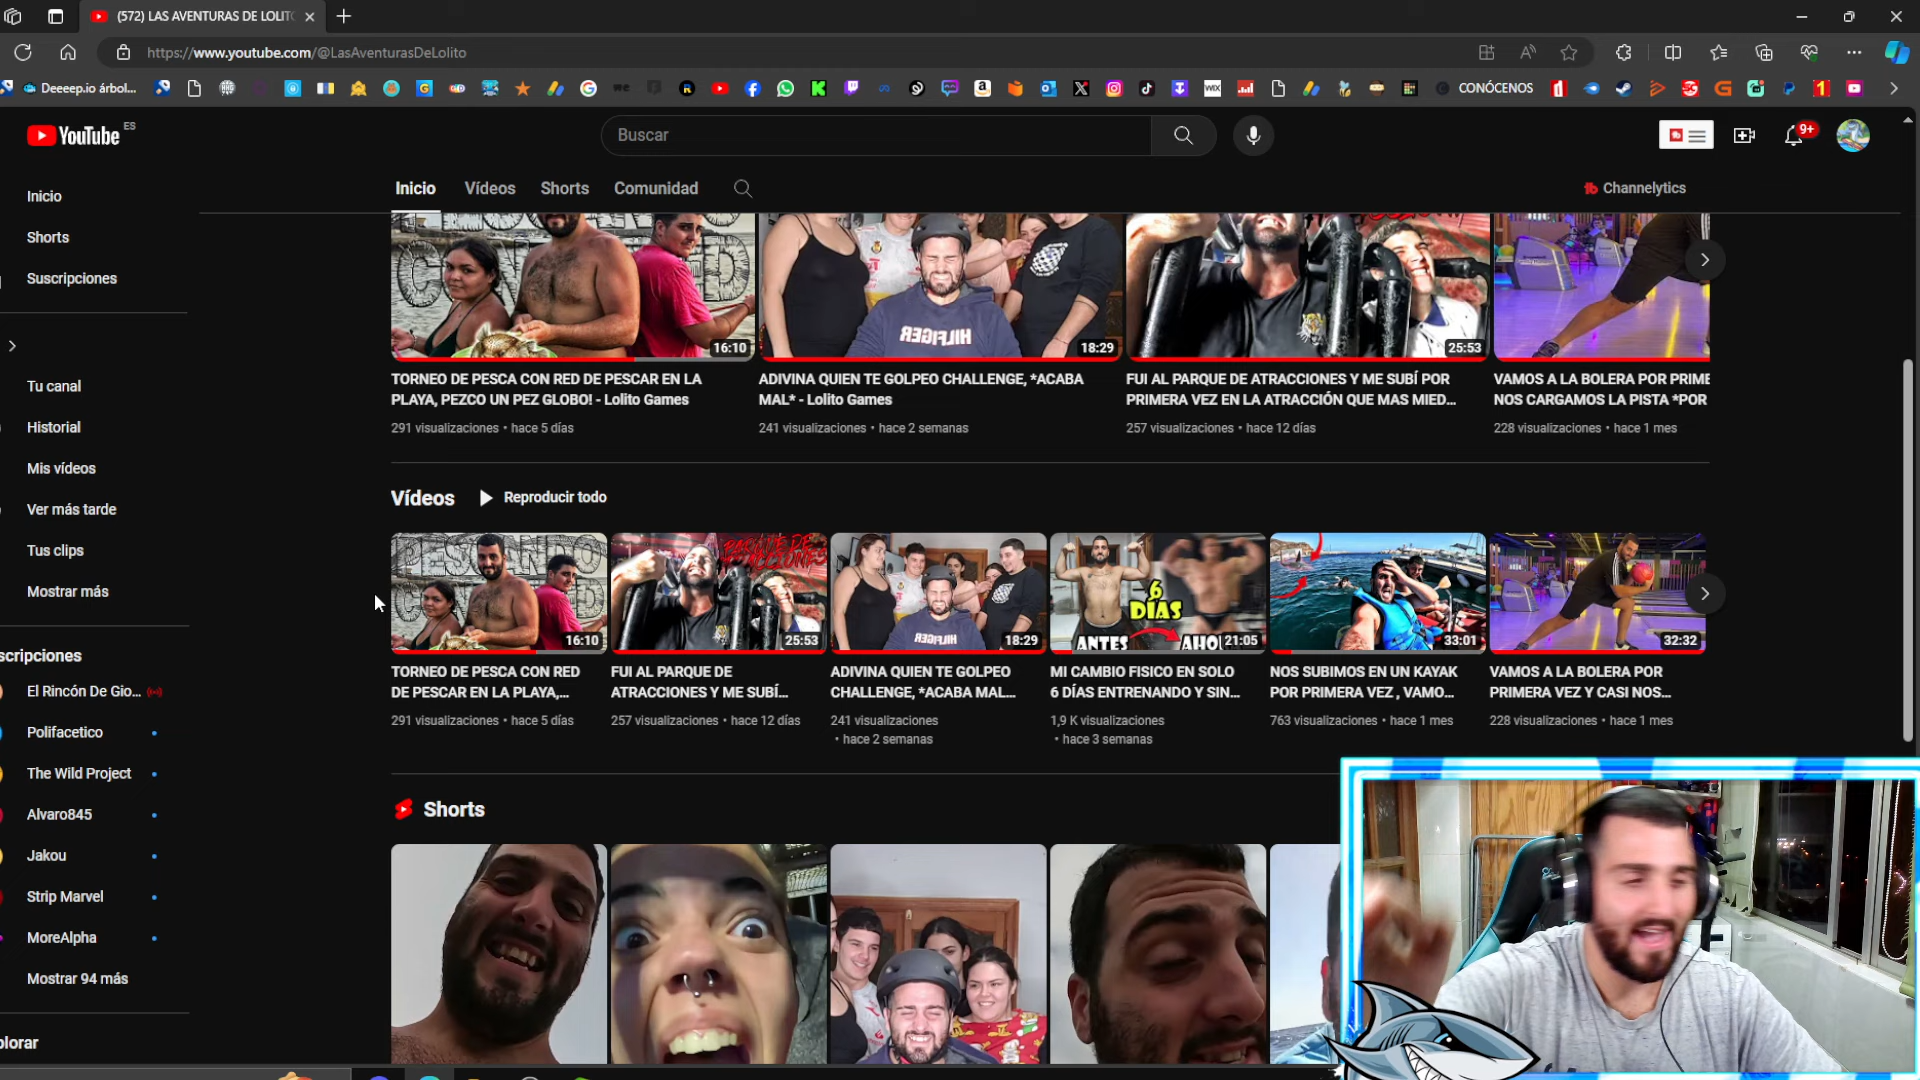 (572) LAS AVENTURAS DE LOLITO
https://www.youtube.com/@LasAventurasDeLolito
Deeeep.io árbol...
CONÓCENOS
YouTube ES
Buscar
9+
Inicio
Shorts
Suscripciones
Tu canal
Historial
Mis vídeos
Ver más tarde
Tus clips
Mostrar más
scripciones
El Rincón De Gio...
Polifacetico
The Wild Project
Alvaro845
Jakou
Strip Marvel
MoreAlpha
Mostrar 94 más
plorar
Inicio Vídeos Shorts Comunidad
Channelytics
HILFIGER
16:10
18:29
25:53
TORNEO DE PESCA CON RED DE PESCAR EN LA
PLAYA, PEZCO UN PEZ GLOBO! - Lolito Games
291 visualizaciones • hace 5 días
ADIVINA QUIEN TE GOLPEO CHALLENGE, *ACABA
MAL* - Lolito Games
241 visualizaciones • hace 2 semanas
FUI AL PARQUE DE ATRACCIONES Y ME SUBÍ POR
PRIMERA VEZ EN LA ATRACCIÓN QUE MAS MIED...
257 visualizaciones • hace 12 días
VAMOS A LA BOLERA POR PRIME
NOS CARGAMOS LA PISTA *POR
228 visualizaciones • hace 1 mes
Vídeos
Reproducir todo
PESCANDO
16:10
PARQUE DE
ATRACCIONES
25:53
HILFIGER
18:29
6
DÍAS
ANTES AHO
21:05
33:01
32:32
TORNEO DE PESCA CON RED
DE PESCAR EN LA PLAYA,...
291 visualizaciones • hace 5 días
FUI AL PARQUE DE
ATRACCIONES Y ME SUBÍ...
257 visualizaciones • hace 12 días
ADIVINA QUIEN TE GOLPEO
CHALLENGE, *ACABA MAL...
241 visualizaciones
• hace 2 semanas
MI CAMBIO FISICO EN SOLO
6 DÍAS ENTRENANDO Y SIN...
1,9 K visualizaciones
• hace 3 semanas
NOS SUBIMOS EN UN KAYAK
POR PRIMERA VEZ , VAMO...
763 visualizaciones • hace 1 mes
VAMOS A LA BOLERA POR
PRIMERA VEZ Y CASI NOS...
228 visualizaciones • hace 1 mes
Shorts